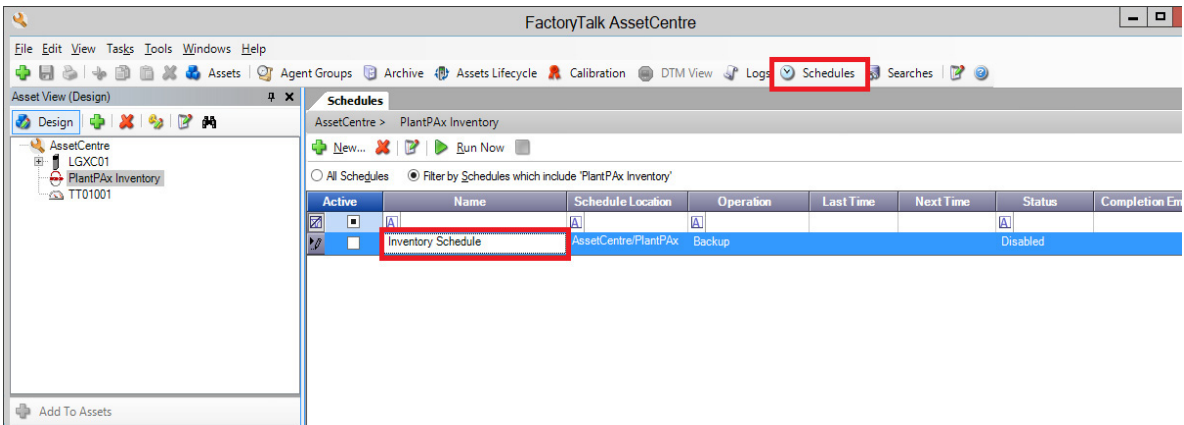 FactoryTalk AssetCentre
File Edit View Tasks Tools Windows Help
Assets Agent Groups Archive Assets Lifecycle Calibration DTM View Logs Schedules Searches
Asset View (Design)
Schedules
Design
AssetCentre > PlantPAx Inventory
AssetCentre
New... Run Now
LGXC01
PlantPAx Inventory
All Schedules Filter by Schedules which include 'PlantPAx Inventory'
TT01001
Active Name Schedule Location Operation Last Time Next Time Status Completion Em
A A A A
Inventory Schedule AssetCentre/PlantPAx Backup Disabled
Add To Assets